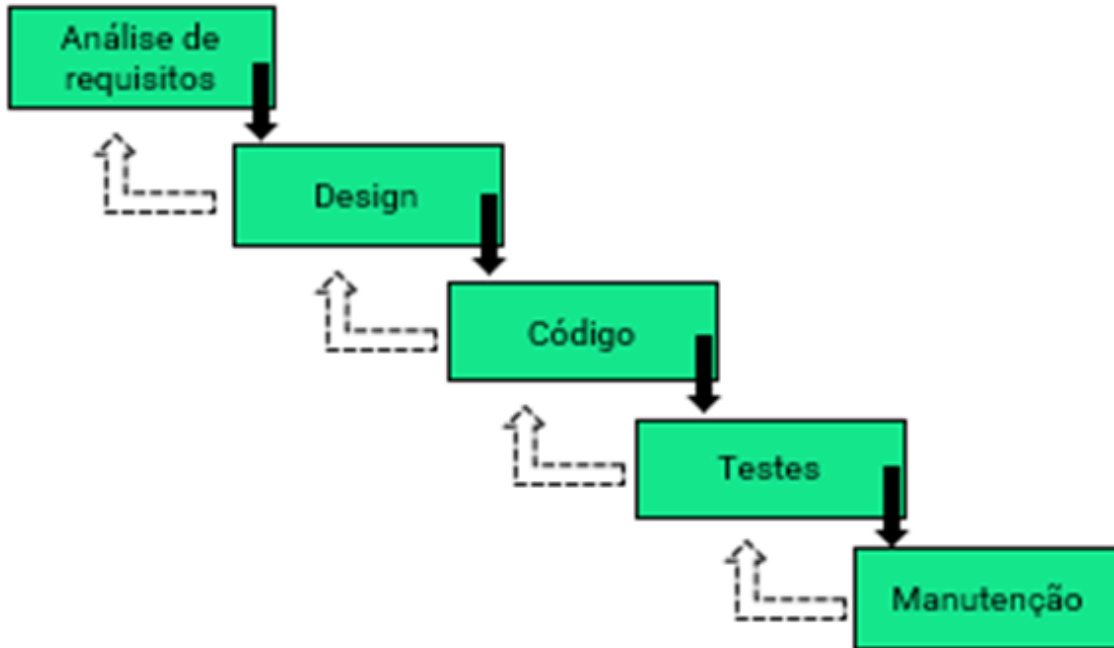 Análise de
requisitos
Design
Código
Testes
Manutenção